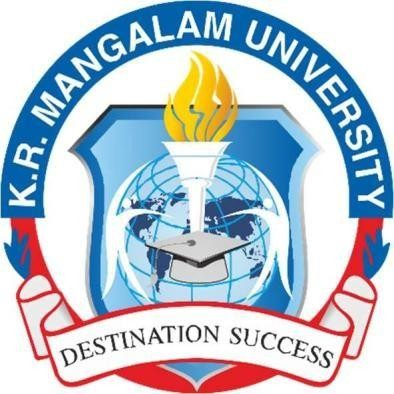 K.R. MANGALAM UNIVERSITY
DESTINATION SUCCESS